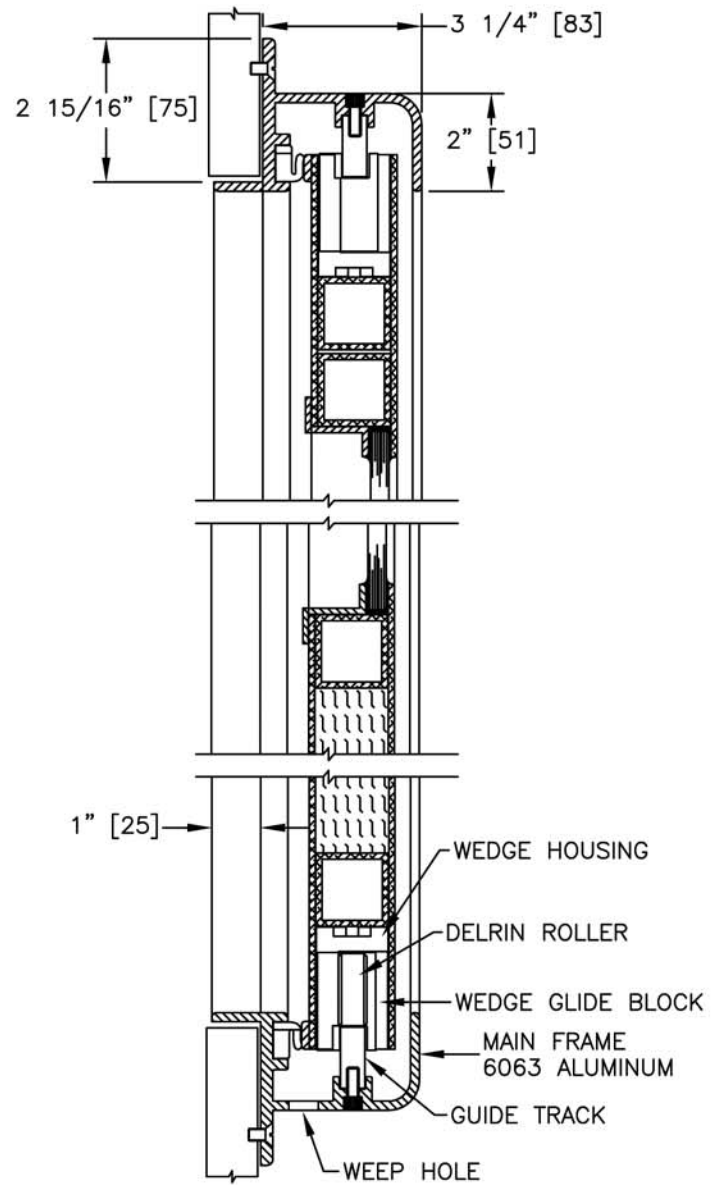 3 1/4” [83]
2 15/16” [75]
2” [51]
1” [25]
WEDGE HOUSING
DELRIN ROLLER
WEDGE GLIDE BLOCK
MAIN FRAME
6063 ALUMINUM
GUIDE TRACK
WEEP HOLE